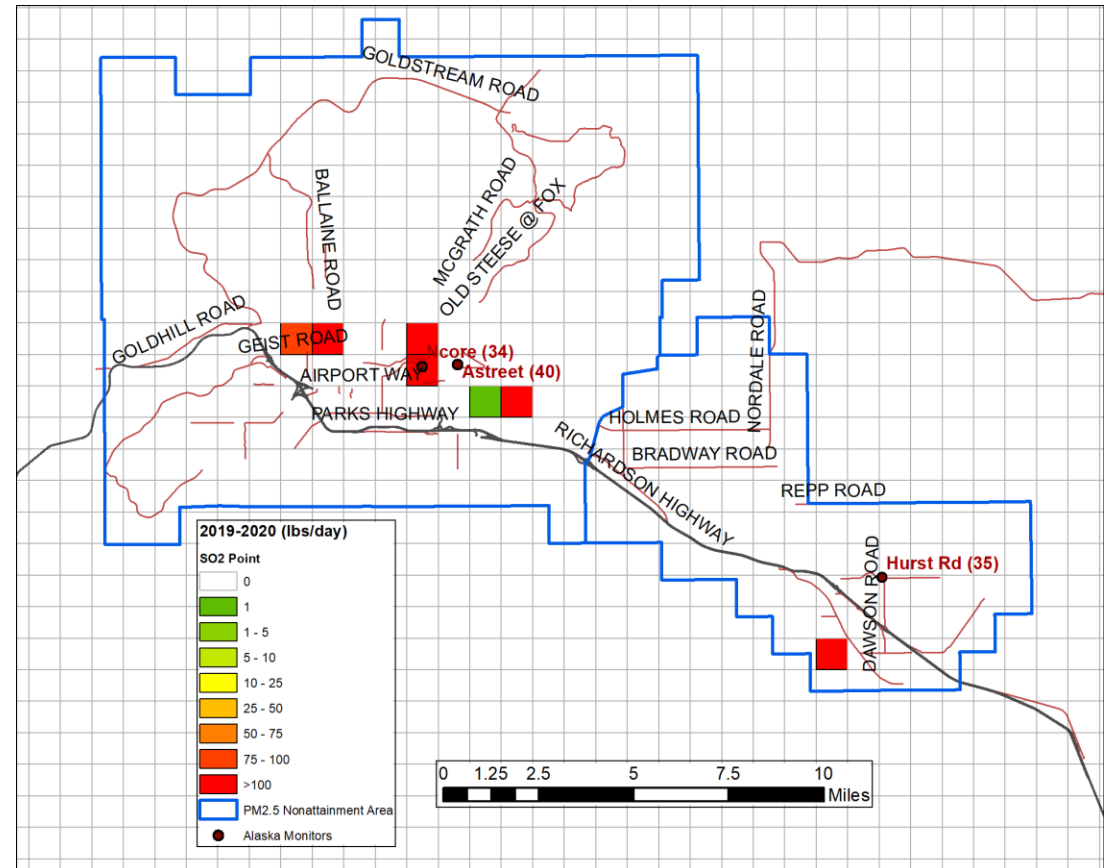 GOLDSTREAM ROAD
BALLAINE ROAD
MCGRATH ROAD
OLD STEESE @ FOX
GOLDHILL ROAD
GEIST ROAD
Ncore (34)
AIRPORT WAY
Astreet (40)
PARKS HIGHWAY
NORDALE ROAD
HOLMES ROAD
BRADWAY ROAD
RICHARDSON HIGHWAY
REPP ROAD
DAWSON ROAD
Hurst Rd (35)
2019-2020 (lbs/day)
SO2 Point
0
1
1 - 5
5 - 10
10 - 25
25 - 50
50 - 75
75 - 100
>100
PM2.5 Nonattainment Area
Alaska Monitors
0 1.25 2.5 5 7.5 10
Miles